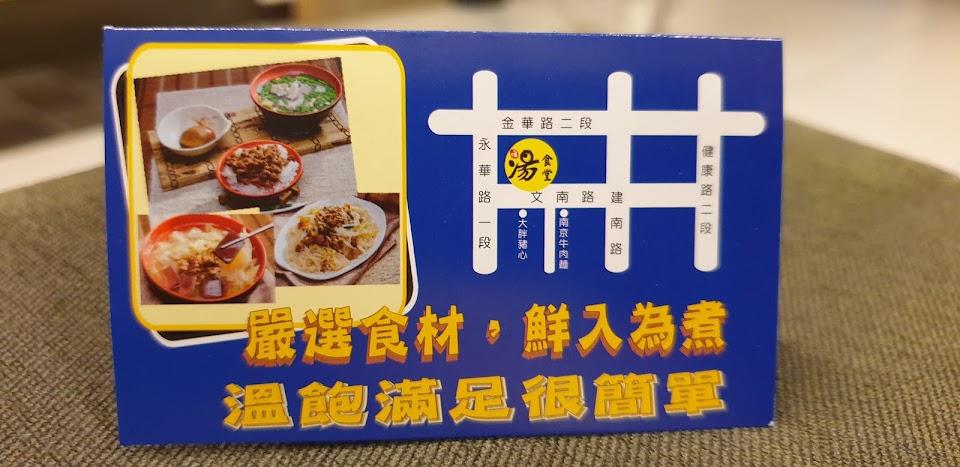 金華路二段
永華路一段
湯食堂
文南路
建南路
健康路二段
大胖豬心
南京牛肉麵
嚴選食材，鮮入為煮
溫飽滿足很簡單